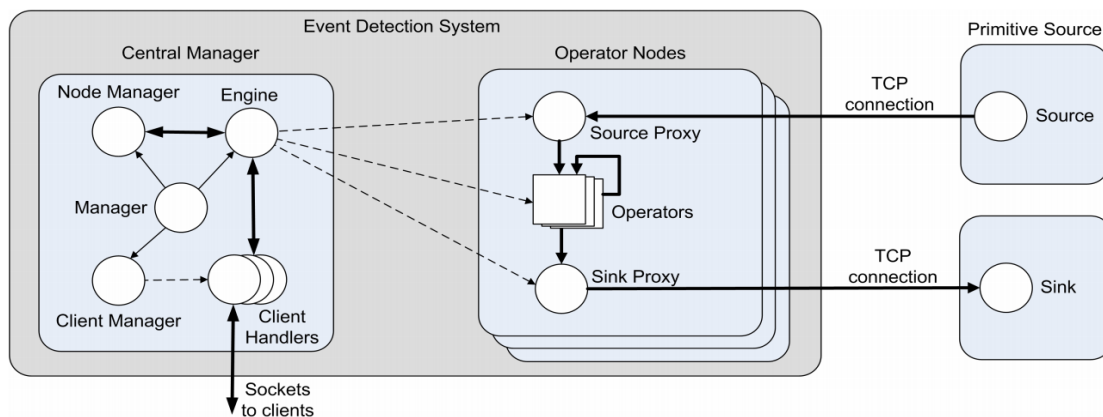 Event Detection System
Central Manager
Operator Nodes
Primitive Source
Node Manager
Engine
Manager
Client Manager
Client
Handlers
Sockets
to clients
Source Proxy
Operators
Sink Proxy
TCP
connection
Source
TCP
connection
Sink